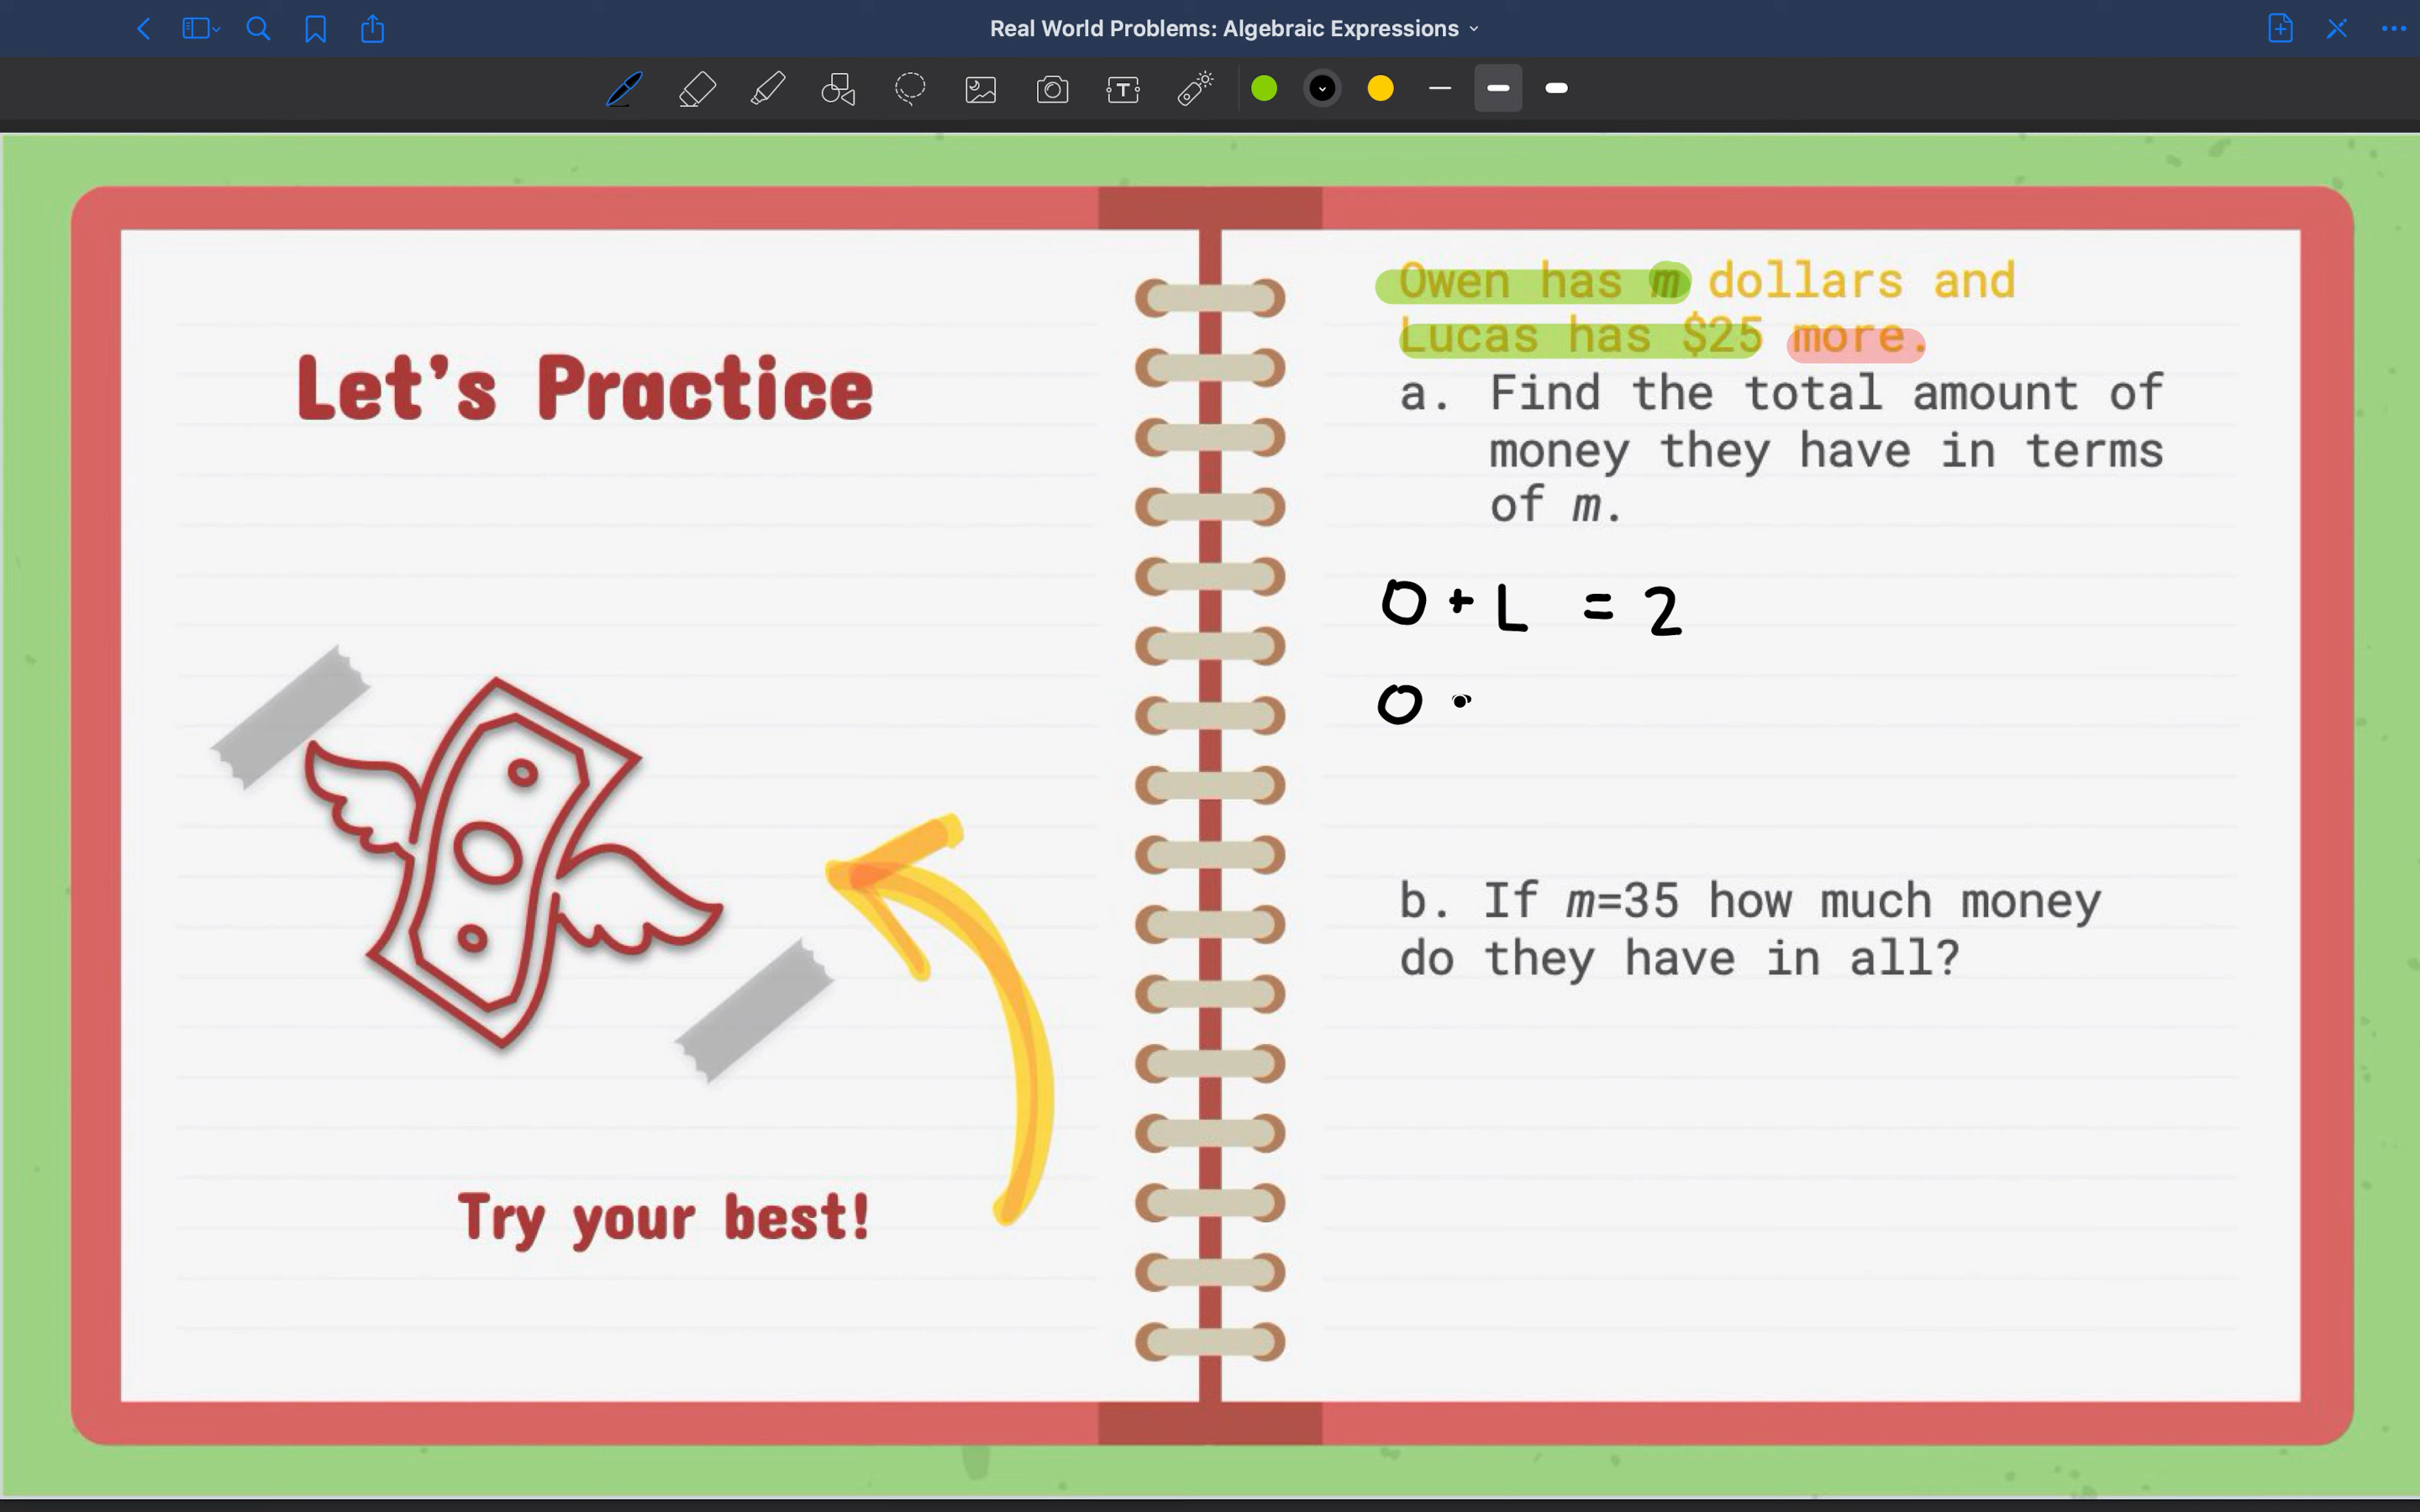 Real World Problems: Algebraic Expressions
T
Let's Practice
Try your best!
Owen has m dollars and
Lucas has $25 more.
a. Find the total amount of
money they have in terms
of m.
O + L = 2
O
b. If m=35 how much money
do they have in all?